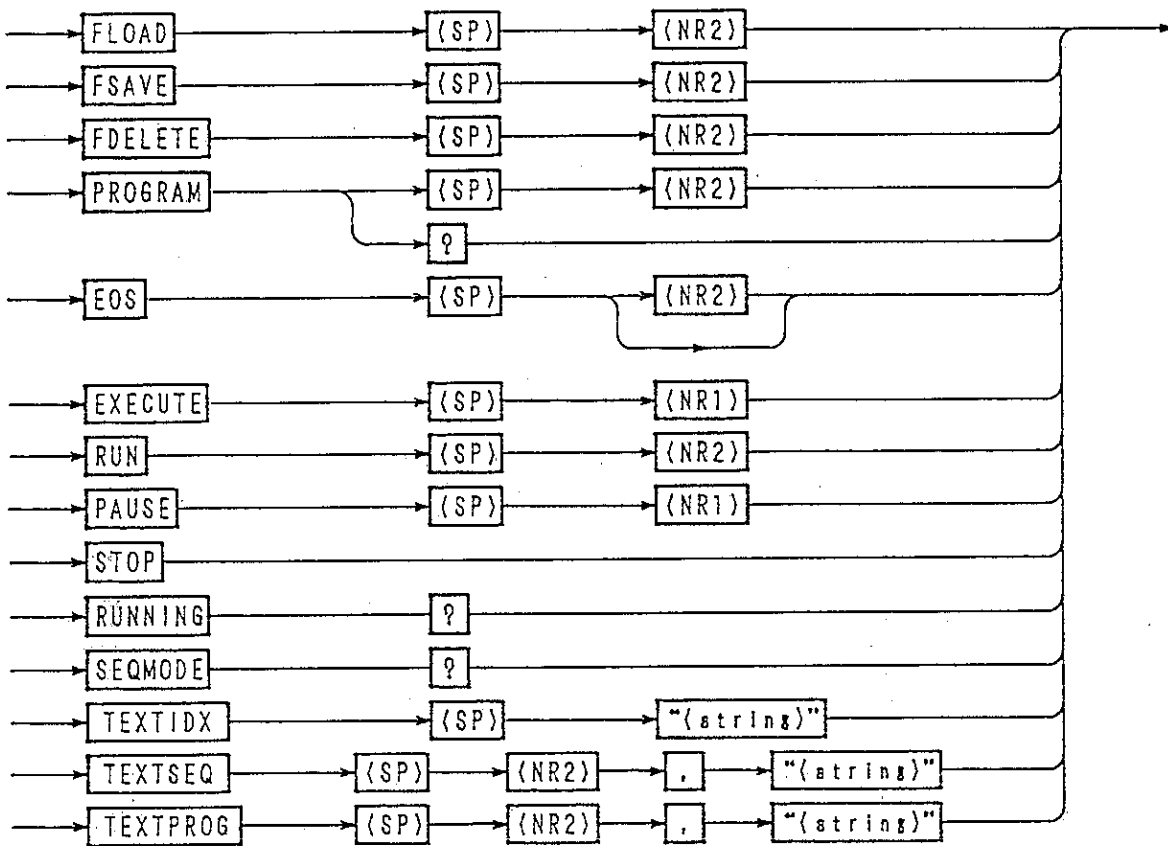 FLOAD (SP) (NR2)
FSAVE (SP) (NR2)
FDELETE (SP) (NR2)
PROGRAM (SP) (NR2)
?
EOS (SP) (NR2)
EXECUTE (SP) (NR1)
RUN (SP) (NR2)
PAUSE (SP) (NR1)
STOP
RUNNING ?
SEQMODE ?
TEXTIDX (SP) "(string)"
TEXTSEQ (SP) (NR2) , "(string)"
TEXTPROG (SP) (NR2) , "(string)"